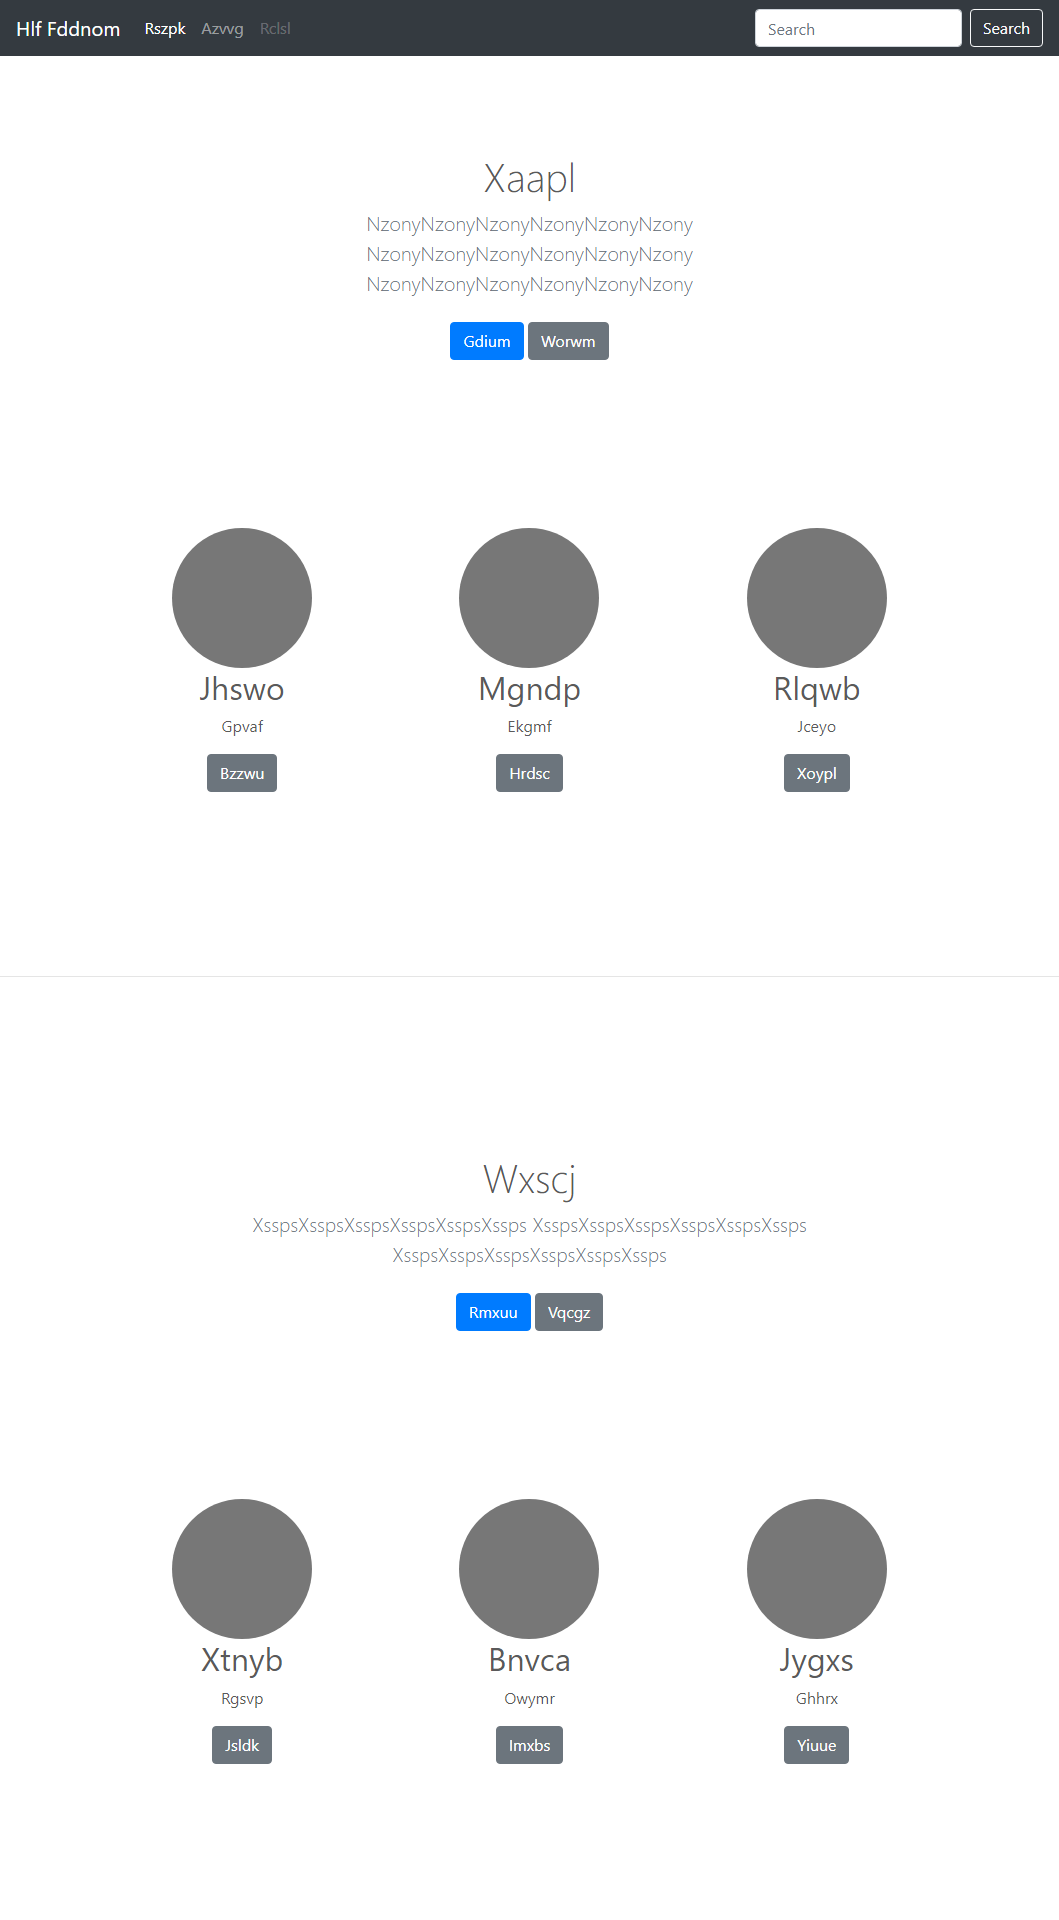 Hlf Fddnom Rszpk Azvvg Rclsl Search Search
Xaapl
NzonyNzonyNzonyNzonyNzonyNzony
NzonyNzonyNzonyNzonyNzonyNzony
NzonyNzonyNzonyNzonyNzonyNzony
Gdium Worwm
Jhswo Mgndp Rlqwb
Gpvaf Ekgmf Jceyo
Bzzwu Hrdsc Xoypl
Wxscj
XsspsXsspsXsspsXsspsXsspsXssps XsspsXsspsXsspsXsspsXsspsXssps
XsspsXsspsXsspsXsspsXsspsXssps
Rmxuu Vqcgz
Xtnyb Bnvca Jygxs
Rgsvp Owymr Ghhrx
Jsldk Imxbs Yiuue